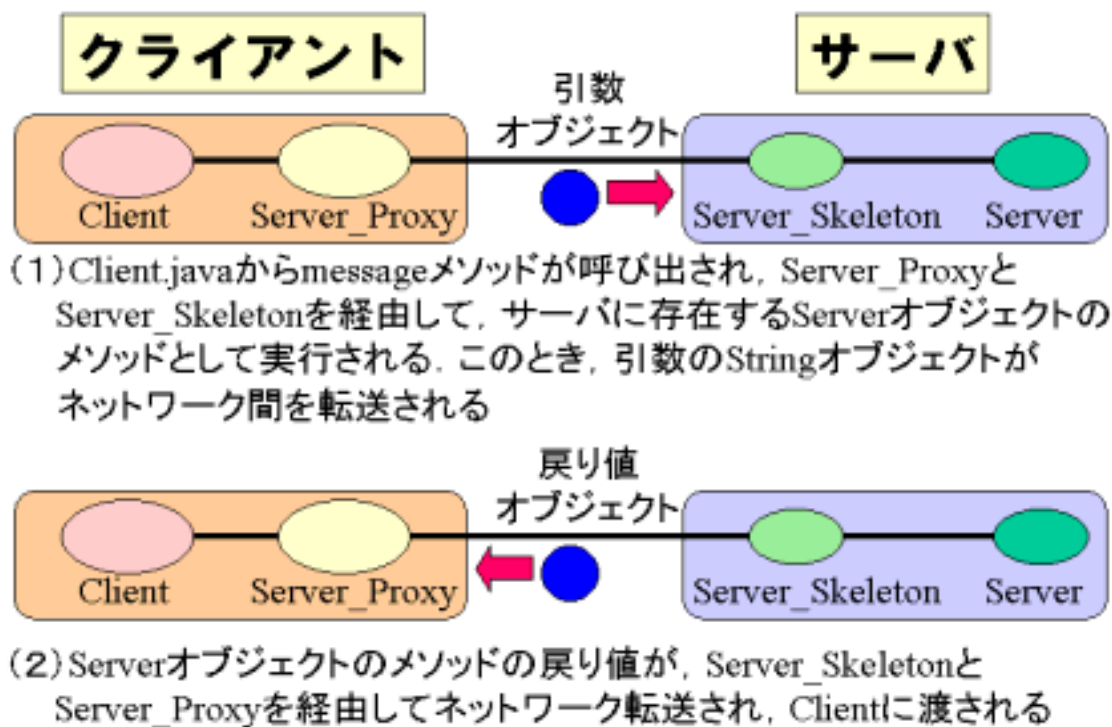 クライアント
サーバ
引数
オブジェクト
Client
Server_Proxy
Server_Skeleton
Server
(1)Client.javaからmessageメソッドが呼び出され，Server_Proxyと
Server_Skeletonを経由して，サーバに存在するServerオブジェクトの
メソッドとして実行される．このとき，引数のStringオブジェクトが
ネットワーク間を転送される
戻り値
オブジェクト
Client
Server_Proxy
Server_Skeleton
Server
(2)Serverオブジェクトのメソッドの戻り値が，Server_Skeletonと
Server_Proxyを経由してネットワーク転送され，Clientに渡される